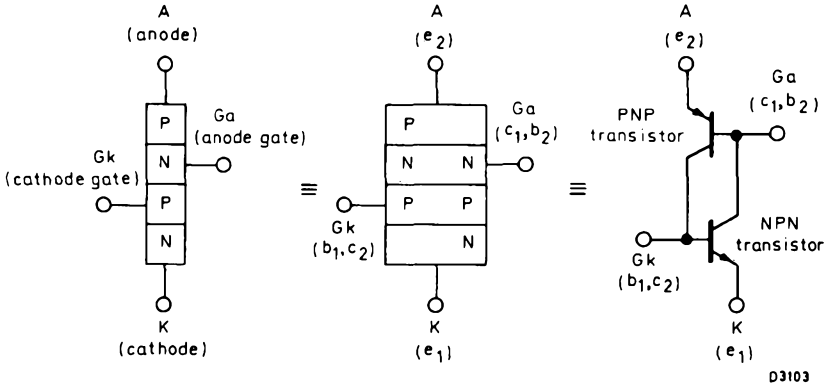 A
(anode)
P
N
P
N
Ga
(anode gate)
Gk
(cathode gate)
K
(cathode)
≡
A
(e₂)
P
N N
P P
N
Ga
(c₁,b₂)
Gk
(b₁,c₂)
K
(e₁)
≡
A
(e₂)
PNP
transistor
Ga
(c₁,b₂)
NPN
transistor
Gk
(b₁,c₂)
K
(e₁)
D3103